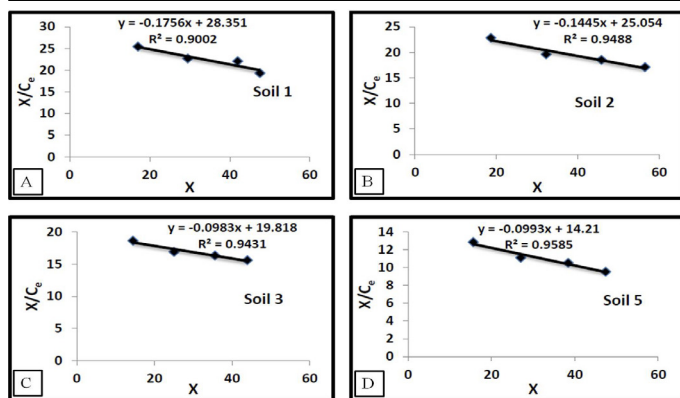 y = -0.1756x + 28.351
R² = 0.9002
30
25
20
15
10
5
0
X/Ce
Soil 1
0 20 40 60
X
A
y = -0.1445x + 25.054
R² = 0.9488
25
20
15
10
5
0
X/Ce
Soil 2
0 20 40 60
X
B
y = -0.0983x + 19.818
R² = 0.9431
20
15
10
5
0
X/Ce
Soil 3
0 20 40 60
X
C
y = -0.0993x + 14.21
R² = 0.9585
14
12
10
8
6
4
2
0
X/Ce
Soil 5
0 20 40 60
X
D